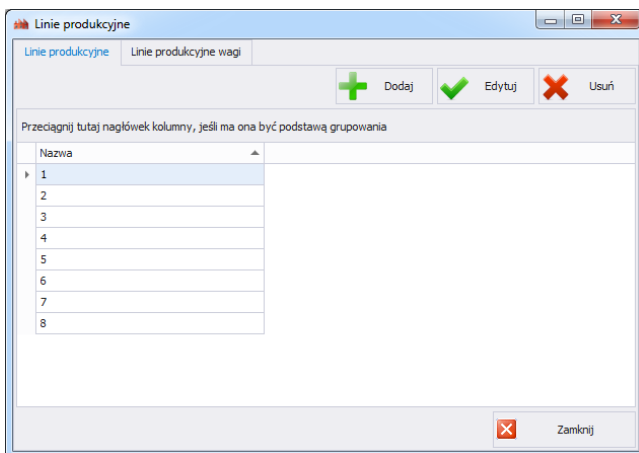 Linie produkcyjne
Linie produkcyjne Linie produkcyjne wagi
Dodaj Edytuj Usuń
Przeciągnij tutaj nagłówek kolumny, jeśli ma ona być podstawą grupowania
Nazwa
1
2
3
4
5
6
7
8
Zamknij